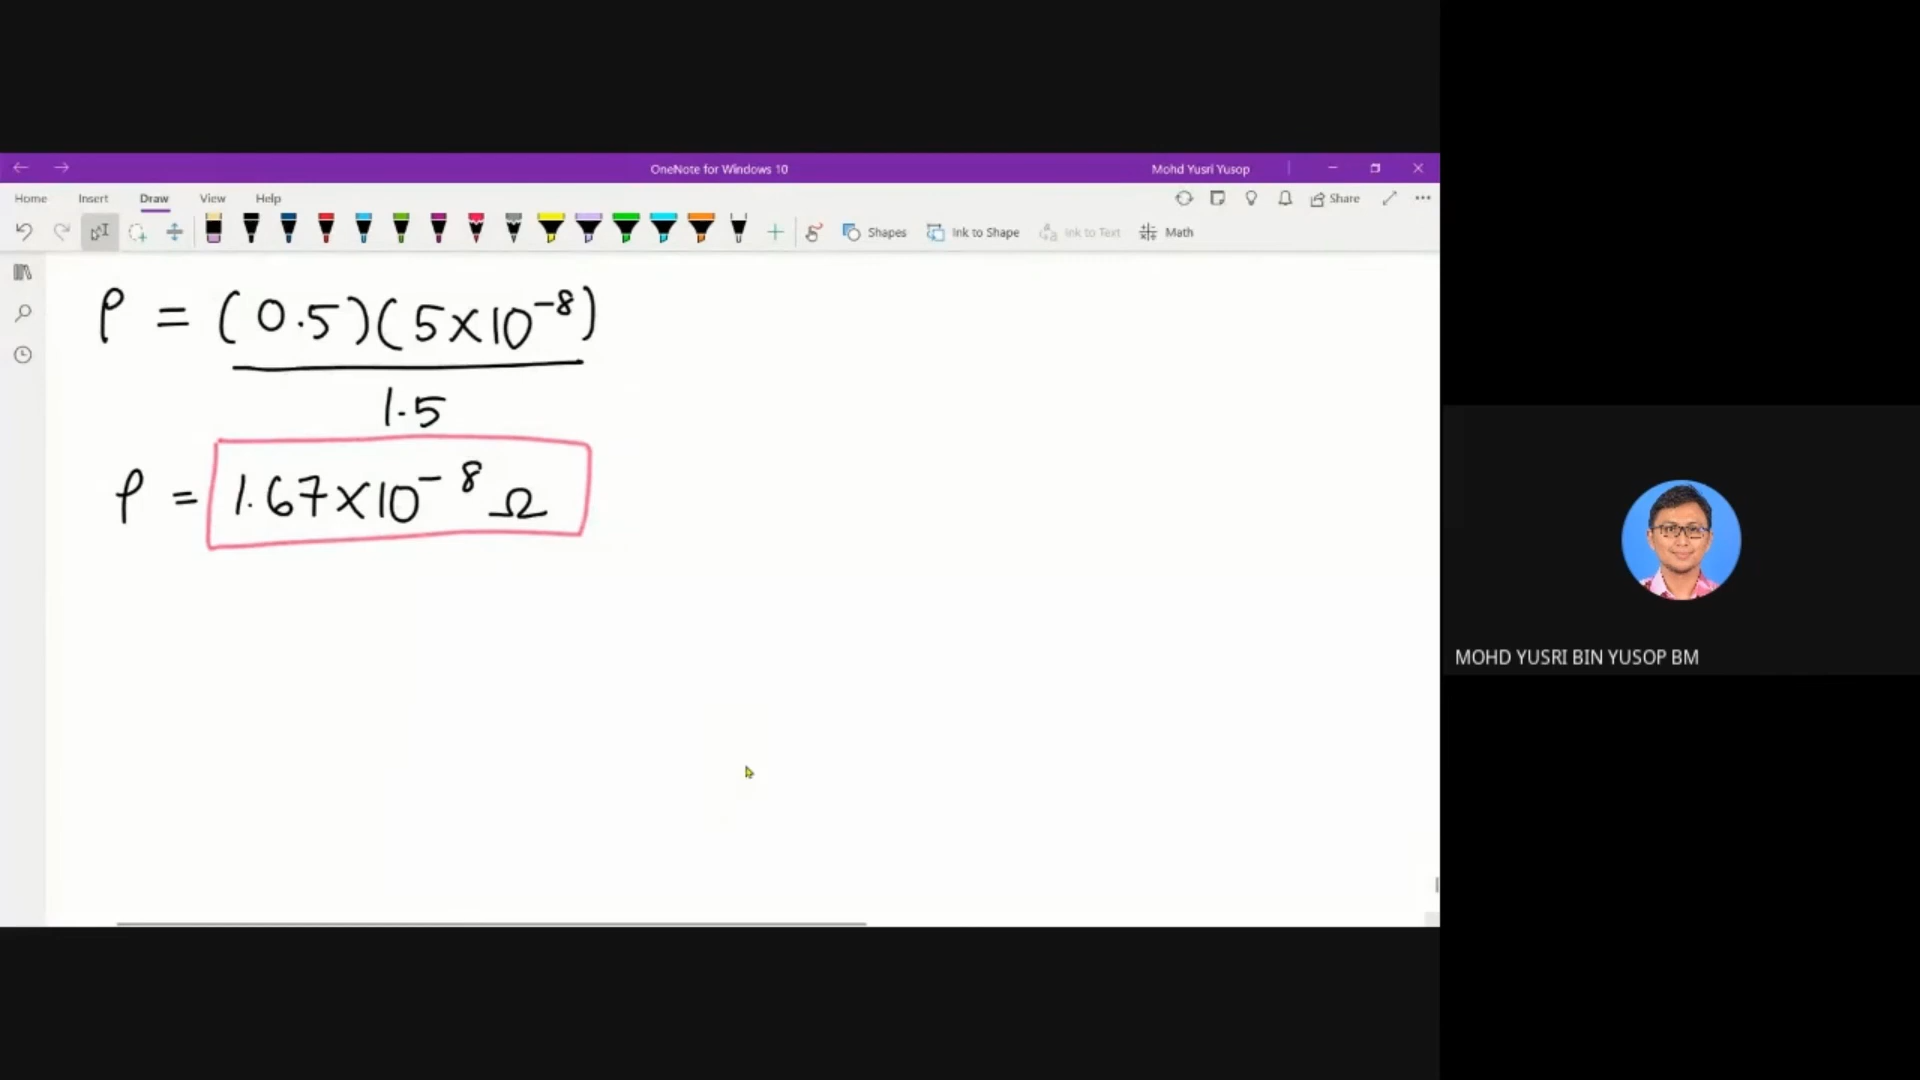 OneNote for Windows 10
Mohd Yusri Yusop
Home Insert Draw View Help
Share
Shapes Ink to Shape Ink to Text Math
ρ = (0.5)(5×10⁻⁸)
1.5
ρ = 1.67×10⁻⁸ Ω
MOHD YUSRI BIN YUSOP BM